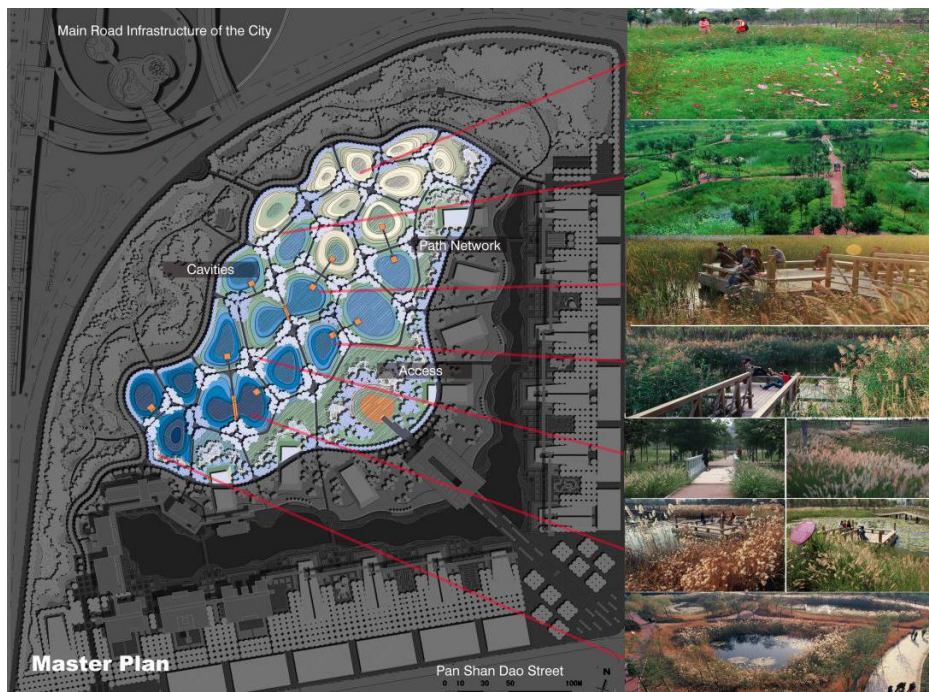 Main Road Infrastructure of the City
Path Network
Cavities
Access
Master Plan
Pan Shan Dao Street
0 10 30 50 100M